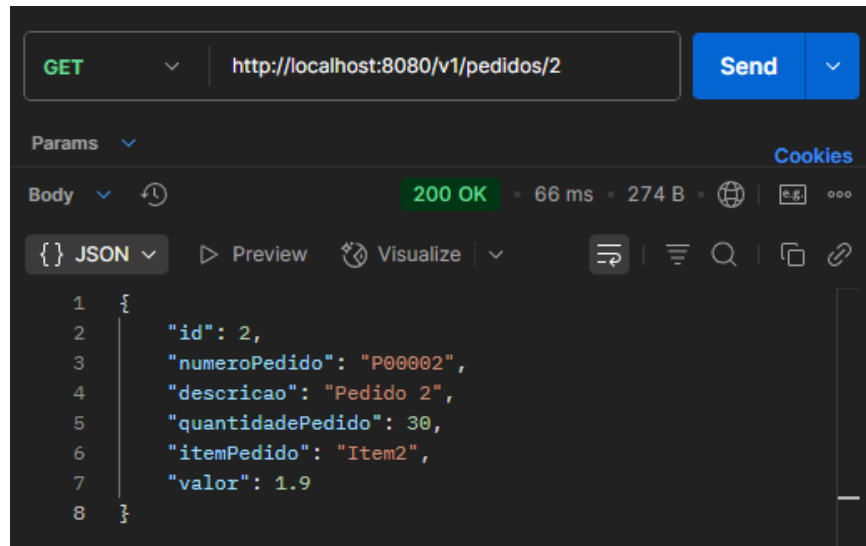 GET http://localhost:8080/v1/pedidos/2 Send
Params
Cookies
Body 200 OK • 66 ms • 274 B • e.g.
{} JSON Preview Visualize
1 {
2 "id": 2,
3 "numeroPedido": "P00002",
4 "descricao": "Pedido 2",
5 "quantidadePedido": 30,
6 "itemPedido": "Item2",
7 "valor": 1.9
8 }